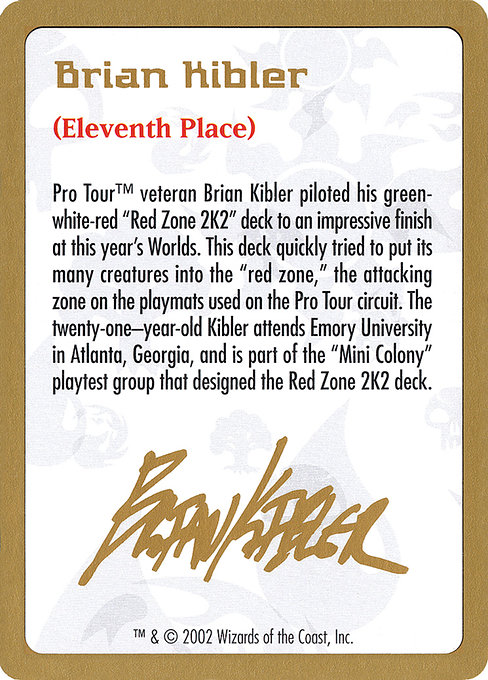 Brian Kibler
(Eleventh Place)
Pro Tour™ veteran Brian Kibler piloted his green-
white-red “Red Zone 2K2” deck to an impressive finish
at this year’s Worlds. This deck quickly tried to put its
many creatures into the “red zone,” the attacking
zone on the playmats used on the Pro Tour circuit. The
twenty-one–year-old Kibler attends Emory University
in Atlanta, Georgia, and is part of the “Mini Colony”
playtest group that designed the Red Zone 2K2 deck.
Brian Kibler
™ & © 2002 Wizards of the Coast, Inc.